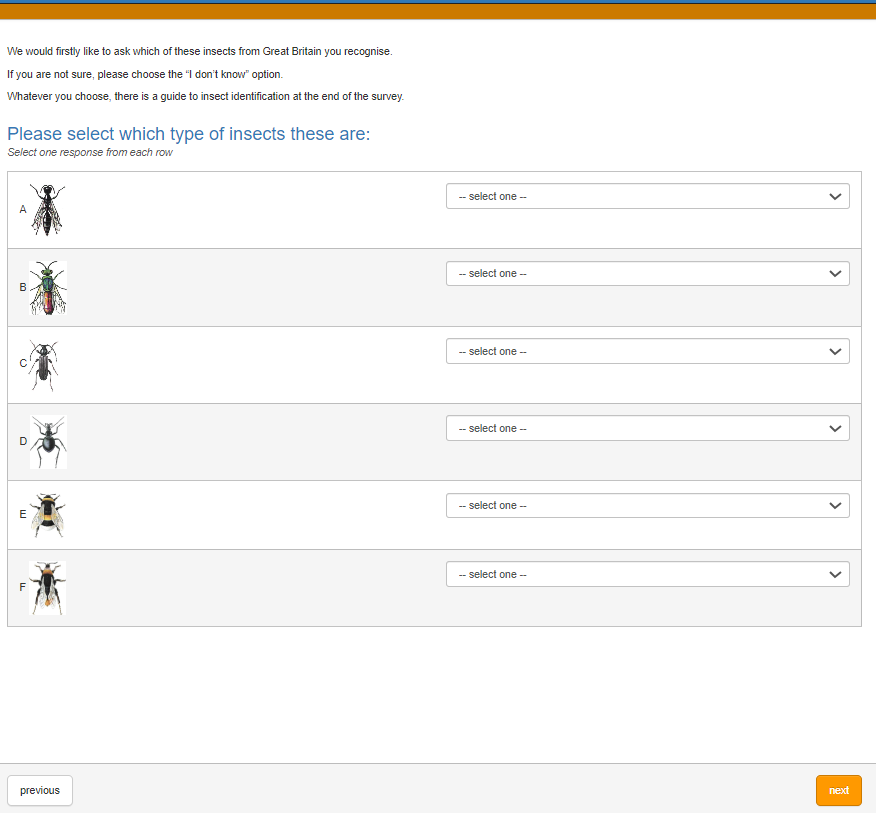 We would firstly like to ask which of these insects from Great Britain you recognise.
If you are not sure, please choose the “I don’t know” option.
Whatever you choose, there is a guide to insect identification at the end of the survey.
Please select which type of insects these are:
Select one response from each row
A
-- select one --
B
-- select one --
C
-- select one --
D
-- select one --
E
-- select one --
F
-- select one --
previous
next